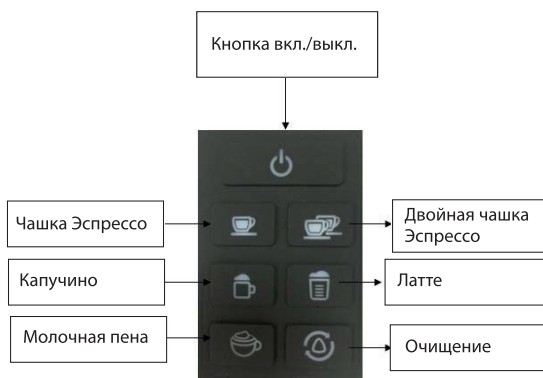 Кнопка вкл./выкл.
Чашка Эспрессо
Двойная чашка
Эспрессо
Капучино
Латте
Молочная пена
Очищение